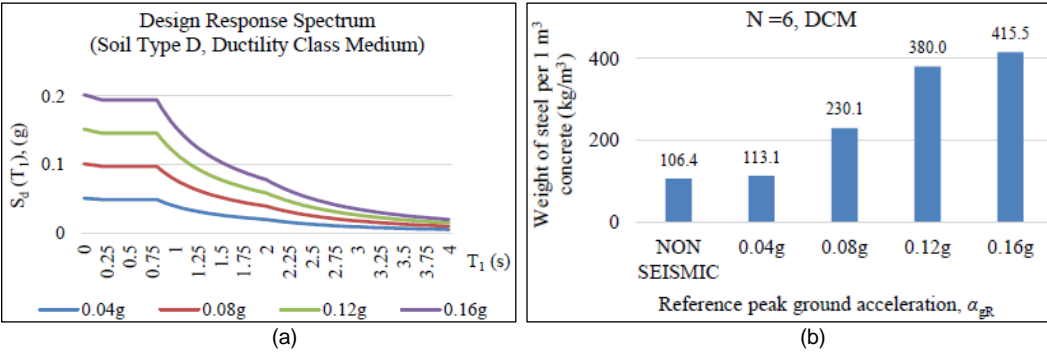 Design Response Spectrum
(Soil Type D, Ductility Class Medium)
S_d (T_1), (g)
0.2
0.1
0
0 0.25 0.5 0.75 1 1.25 1.5 1.75 2 2.25 2.5 2.75 3 3.25 3.5 3.75 4
T_1 (s)
0.04g 0.08g 0.12g 0.16g
(a)
N =6, DCM
Weight of steel per 1 m³
concrete (kg/m³)
400
200
0
106.4 113.1 230.1 380.0 415.5
NON
SEISMIC
0.04g 0.08g 0.12g 0.16g
Reference peak ground acceleration, α_gR
(b)